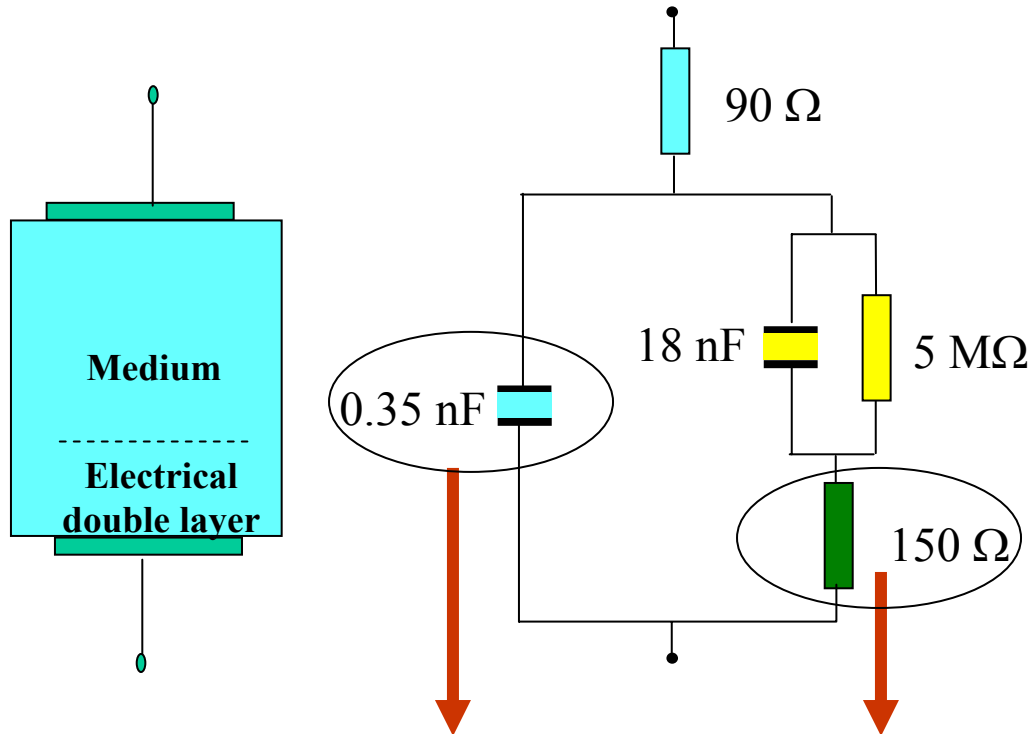 90 Ω
18 nF
5 MΩ
Medium
0.35 nF
Electrical
double layer
150 Ω